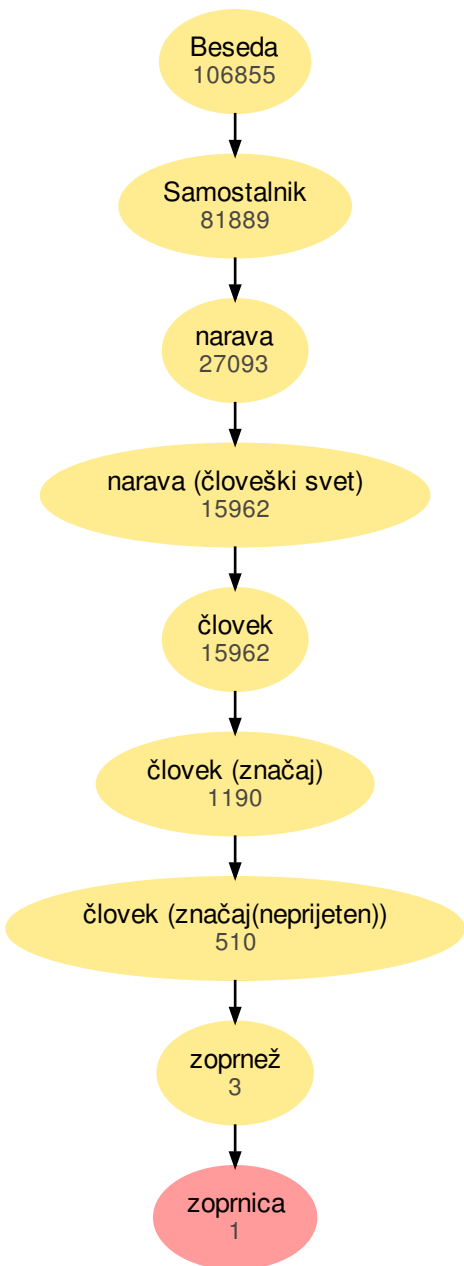 Beseda
106855
Samostalnik
81889
narava
27093
narava (človeški svet)
15962
človek
15962
človek (značaj)
1190
človek (značaj(neprijeten))
510
zoprnež
3
zoprnica
1